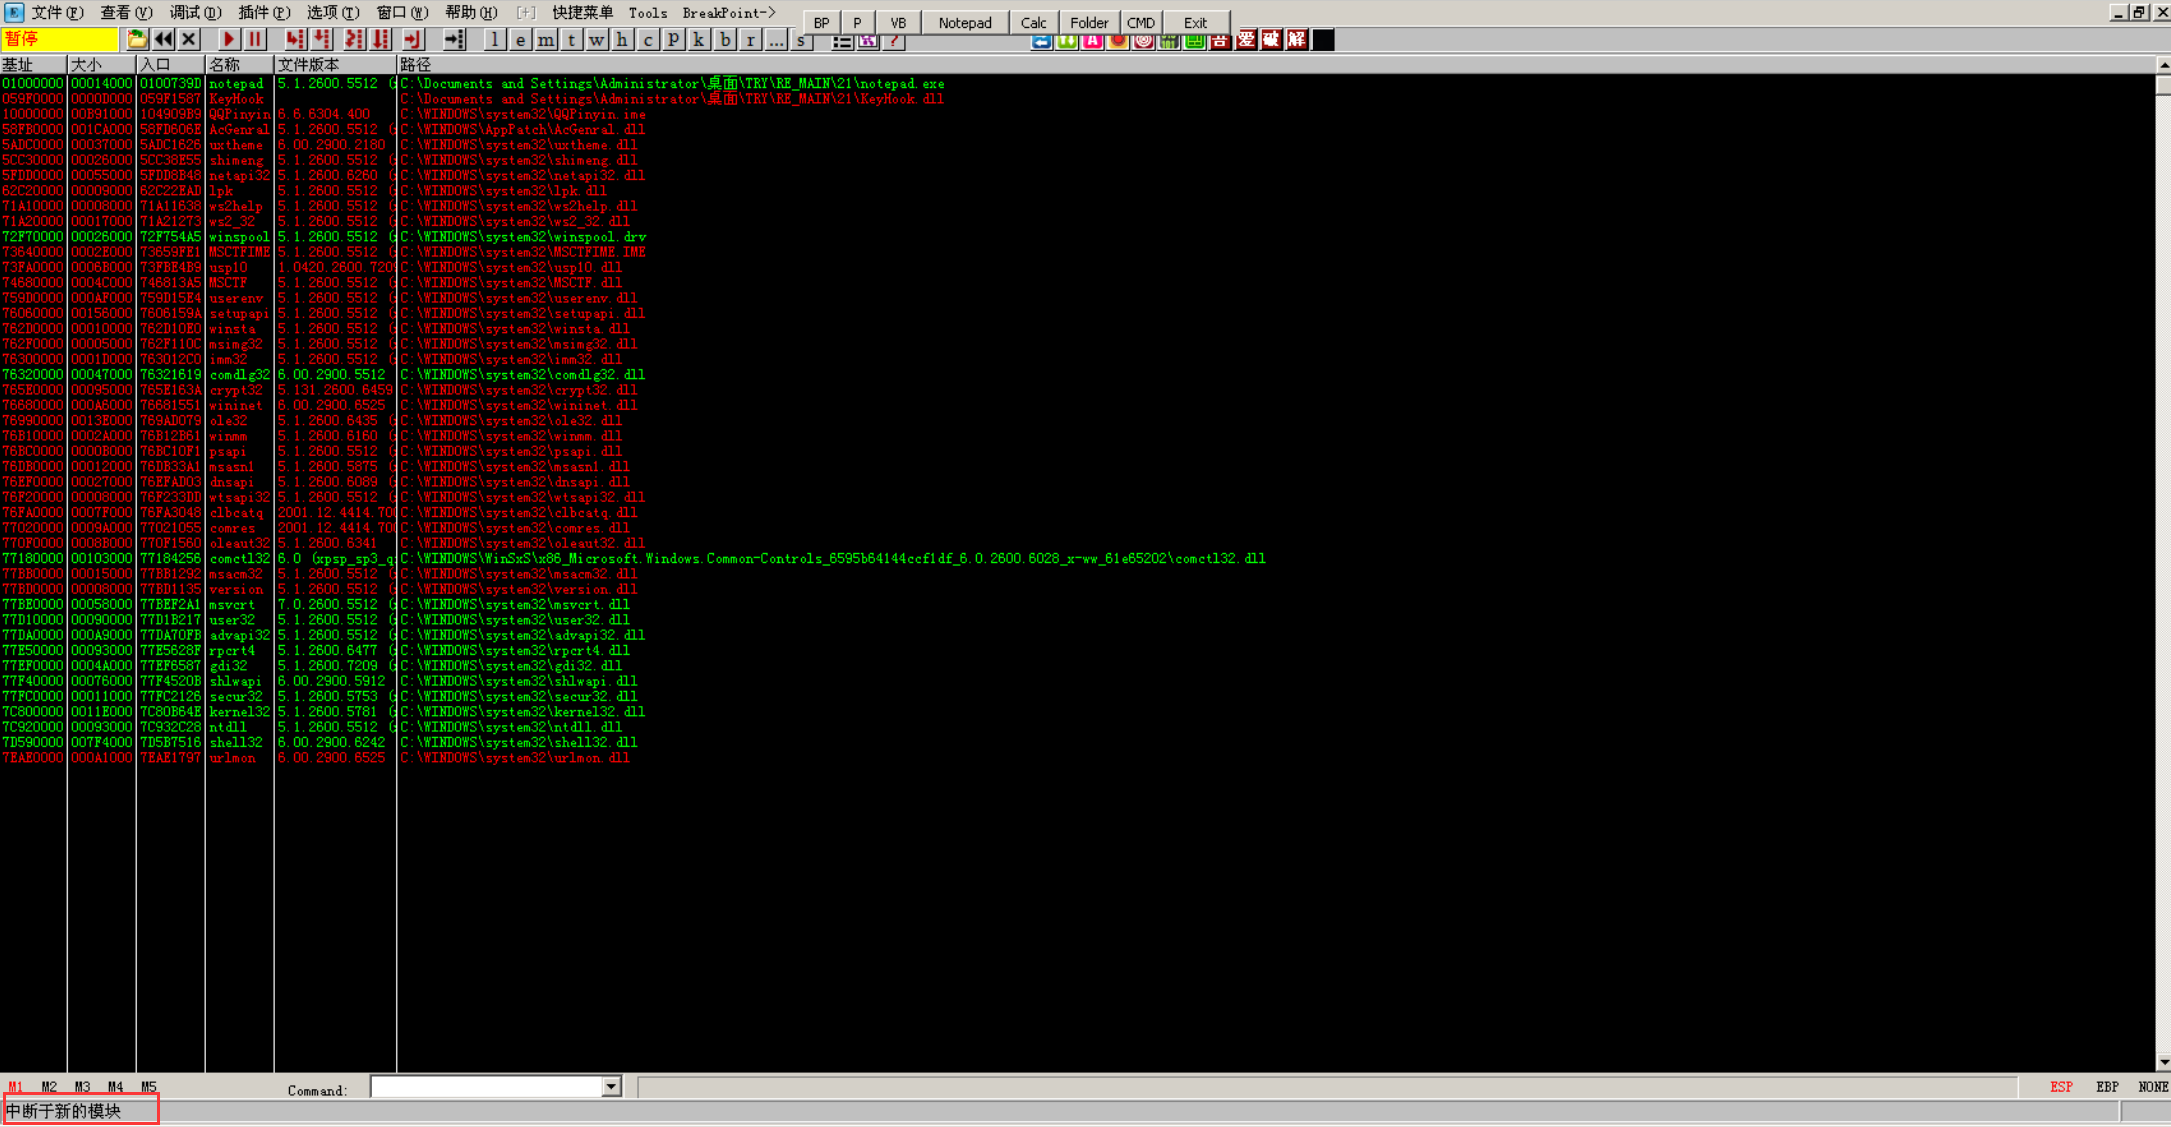 文件(F) 查看(V) 调试(D) 插件(P) 选项(T) 窗口(W) 帮助(H) [+] 快捷菜单 Tools BreakPoint->
BP P VB Notepad Calc Folder CMD Exit
暂停 l e m t w h c P k b r ... s ? A 吾 爱 破 解
基址 大小 入口 名称 文件版本 路径
01000000 00014000 0100739D notepad 5.1.2600.5512 ( C:\Documents and Settings\Administrator\桌面\TRY\RE_MAIN\21\notepad.exe
059F0000 0000D000 059F1587 KeyHook C:\Documents and Settings\Administrator\桌面\TRY\RE_MAIN\21\KeyHook.dll
10000000 00B91000 104909B9 QQPinyin 6.6.6304.400 C:\WINDOWS\system32\QQPinyin.ime
58FB0000 001CA000 58FD606E AcGenral 5.1.2600.5512 ( C:\WINDOWS\AppPatch\AcGenral.dll
5ADC0000 00037000 5ADC1626 uxtheme 6.00.2900.2180 C:\WINDOWS\system32\uxtheme.dll
5CC30000 00026000 5CC38E55 shimeng 5.1.2600.5512 ( C:\WINDOWS\system32\shimeng.dll
5FDD0000 00055000 5FDD8B48 netapi32 5.1.2600.6260 ( C:\WINDOWS\system32\netapi32.dll
62C20000 00009000 62C22EAD lpk 5.1.2600.5512 ( C:\WINDOWS\system32\lpk.dll
71A10000 00008000 71A11638 ws2help 5.1.2600.5512 ( C:\WINDOWS\system32\ws2help.dll
71A20000 00017000 71A21273 ws2_32 5.1.2600.5512 ( C:\WINDOWS\system32\ws2_32.dll
72F70000 00026000 72F754A5 winspool 5.1.2600.5512 ( C:\WINDOWS\system32\winspool.drv
73640000 0002E000 73659FE1 MSCTFIME 5.1.2600.5512 ( C:\WINDOWS\system32\MSCTFIME.IME
73FA0000 0006B000 73FBE4B9 usp10 1.0420.2600.720 C:\WINDOWS\system32\usp10.dll
74680000 0004C000 746813A5 MSCTF 5.1.2600.5512 ( C:\WINDOWS\system32\MSCTF.dll
759D0000 000AF000 759D15E4 userenv 5.1.2600.5512 ( C:\WINDOWS\system32\userenv.dll
76060000 00156000 7606159A setupapi 5.1.2600.5512 ( C:\WINDOWS\system32\setupapi.dll
762D0000 00010000 762D10E0 winsta 5.1.2600.5512 ( C:\WINDOWS\system32\winsta.dll
762F0000 00005000 762F110C msimg32 5.1.2600.5512 ( C:\WINDOWS\system32\msimg32.dll
76300000 0001D000 763012C0 imm32 5.1.2600.5512 ( C:\WINDOWS\system32\imm32.dll
76320000 00047000 76321619 comdlg32 6.00.2900.5512 C:\WINDOWS\system32\comdlg32.dll
765E0000 00095000 765E163A crypt32 5.131.2600.6459 C:\WINDOWS\system32\crypt32.dll
76680000 000A6000 76681551 wininet 6.00.2900.6525 C:\WINDOWS\system32\wininet.dll
76990000 0013E000 769AD079 ole32 5.1.2600.6435 ( C:\WINDOWS\system32\ole32.dll
76B10000 0002A000 76B12B61 winmm 5.1.2600.6160 ( C:\WINDOWS\system32\winmm.dll
76BC0000 0000B000 76BC10F1 psapi 5.1.2600.5512 ( C:\WINDOWS\system32\psapi.dll
76DB0000 00012000 76DB33A1 msasn1 5.1.2600.5875 ( C:\WINDOWS\system32\msasn1.dll
76EF0000 00027000 76EFAD03 dnsapi 5.1.2600.6089 ( C:\WINDOWS\system32\dnsapi.dll
76F20000 00008000 76F233DD wtsapi32 5.1.2600.5512 ( C:\WINDOWS\system32\wtsapi32.dll
76FA0000 0007F000 76FA3048 clbcatq 2001.12.4414.70 C:\WINDOWS\system32\clbcatq.dll
77020000 0009A000 77021055 comres 2001.12.4414.70 C:\WINDOWS\system32\comres.dll
770F0000 0008B000 770F1560 oleaut32 5.1.2600.6341 C:\WINDOWS\system32\oleaut32.dll
77180000 00103000 77184256 comctl32 6.0 (xpsp_sp3_q C:\WINDOWS\WinSxS\x86_Microsoft.Windows.Common-Controls_6595b64144ccf1df_6.0.2600.6028_x-ww_61e65202\comctl32.dll
77BB0000 00015000 77BB1292 msacm32 5.1.2600.5512 ( C:\WINDOWS\system32\msacm32.dll
77BD0000 00008000 77BD1135 version 5.1.2600.5512 ( C:\WINDOWS\system32\version.dll
77BE0000 00058000 77BEF2A1 msvcrt 7.0.2600.5512 ( C:\WINDOWS\system32\msvcrt.dll
77D10000 00090000 77D1B217 user32 5.1.2600.5512 ( C:\WINDOWS\system32\user32.dll
77DA0000 000A9000 77DA70FB advapi32 5.1.2600.5512 ( C:\WINDOWS\system32\advapi32.dll
77E50000 00093000 77E5628F rpcrt4 5.1.2600.6477 ( C:\WINDOWS\system32\rpcrt4.dll
77EF0000 0004A000 77EF6587 gdi32 5.1.2600.7209 ( C:\WINDOWS\system32\gdi32.dll
77F40000 00076000 77F4520B shlwapi 6.00.2900.5912 C:\WINDOWS\system32\shlwapi.dll
77FC0000 00011000 77FC2126 secur32 5.1.2600.5753 ( C:\WINDOWS\system32\secur32.dll
7C800000 0011E000 7C80B64E kernel32 5.1.2600.5781 ( C:\WINDOWS\system32\kernel32.dll
7C920000 00093000 7C932C28 ntdll 5.1.2600.5512 ( C:\WINDOWS\system32\ntdll.dll
7D590000 007F4000 7D5B7516 shell32 6.00.2900.6242 C:\WINDOWS\system32\shell32.dll
7EAE0000 000A1000 7EAE1797 urlmon 6.00.2900.6525 C:\WINDOWS\system32\urlmon.dll
M1 M2 M3 M4 M5 Command: ESP EBP NONE
中断于新的模块